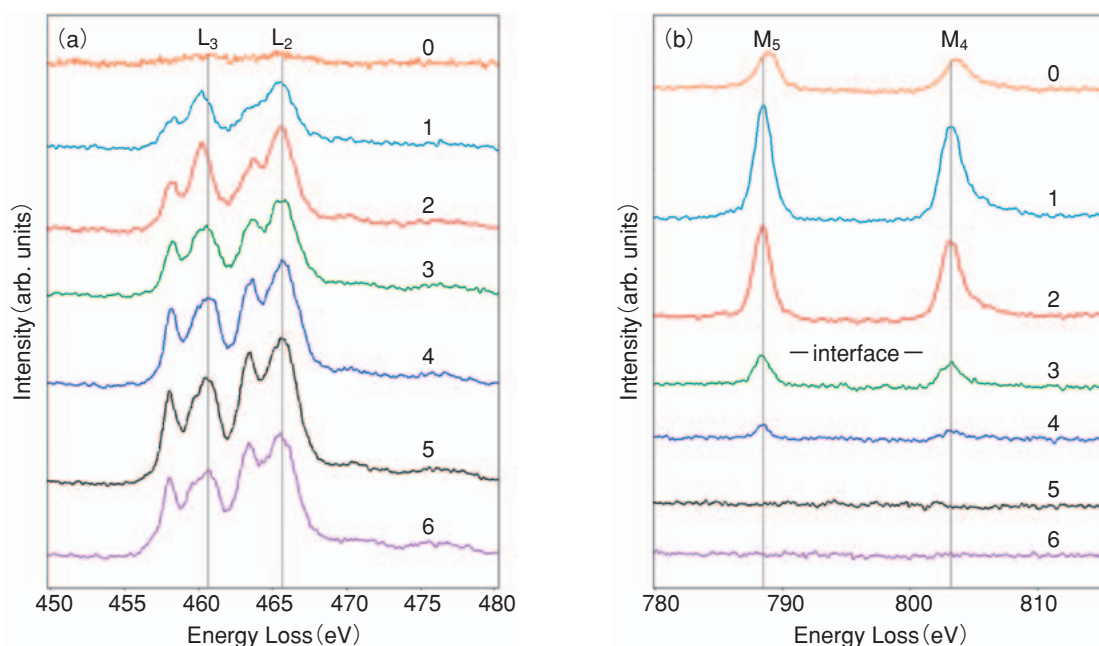 (a)
L3
L2
0
1
2
3
4
5
6
Intensity (arb. units)
450 455 460 465 470 475 480
Energy Loss (eV)
(b)
M5
M4
0
1
2
— interface —
3
4
5
6
Intensity (arb. units)
780 790 800 810
Energy Loss (eV)